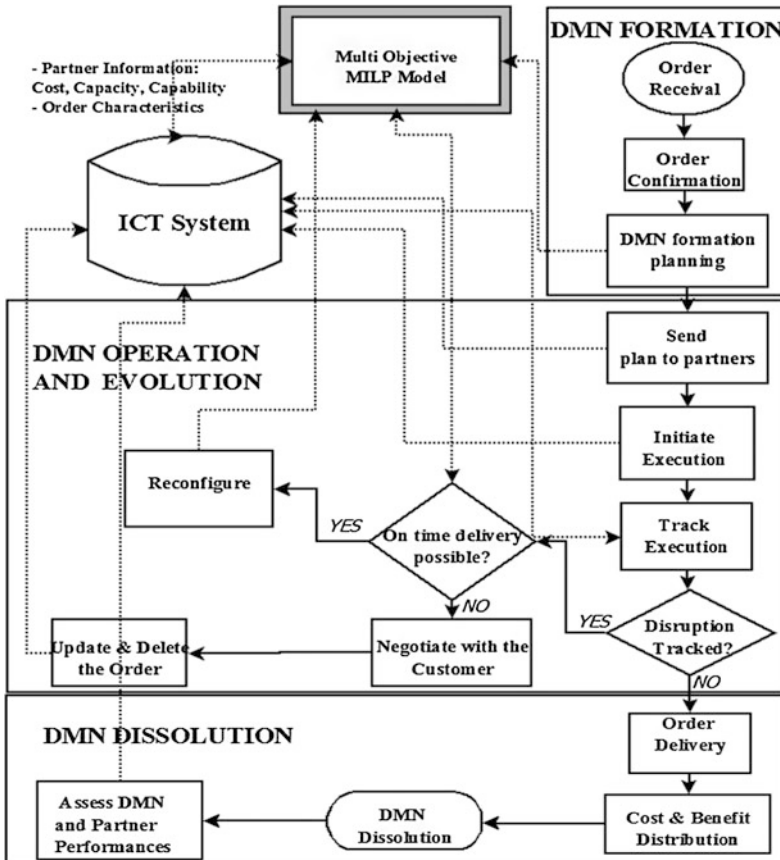 DMN FORMATION
Order
Receival
Order
Confirmation
DMN formation
planning
Multi Objective
MILP Model
- Partner Information:
Cost, Capacity, Capability
- Order Characteristics
ICT System
DMN OPERATION
AND EVOLUTION
Send
plan to partners
Initiate
Execution
Track
Execution
Disruption
Tracked?
YES
NO
On time delivery
possible?
YES
NO
Reconfigure
Negotiate with the
Customer
Update & Delete
the Order
DMN DISSOLUTION
Order
Delivery
Cost & Benefit
Distribution
DMN
Dissolution
Assess DMN
and Partner
Performances